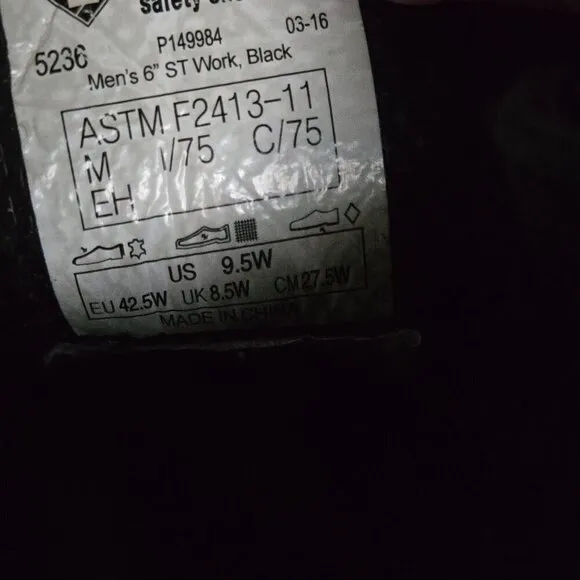 safety
P149984 03-16
5236
Men's 6" ST Work, Black
ASTM F2413-11
M I/75 C/75
EH
US 9.5W
EU 42.5W UK 8.5W CM 27.5W
MADE IN CHINA